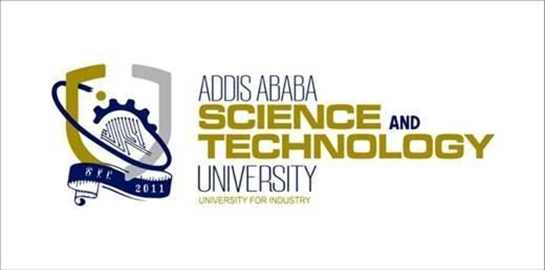 ADDIS ABABA
SCIENCE AND
TECHNOLOGY
UNIVERSITY
UNIVERSITY FOR INDUSTRY
2011